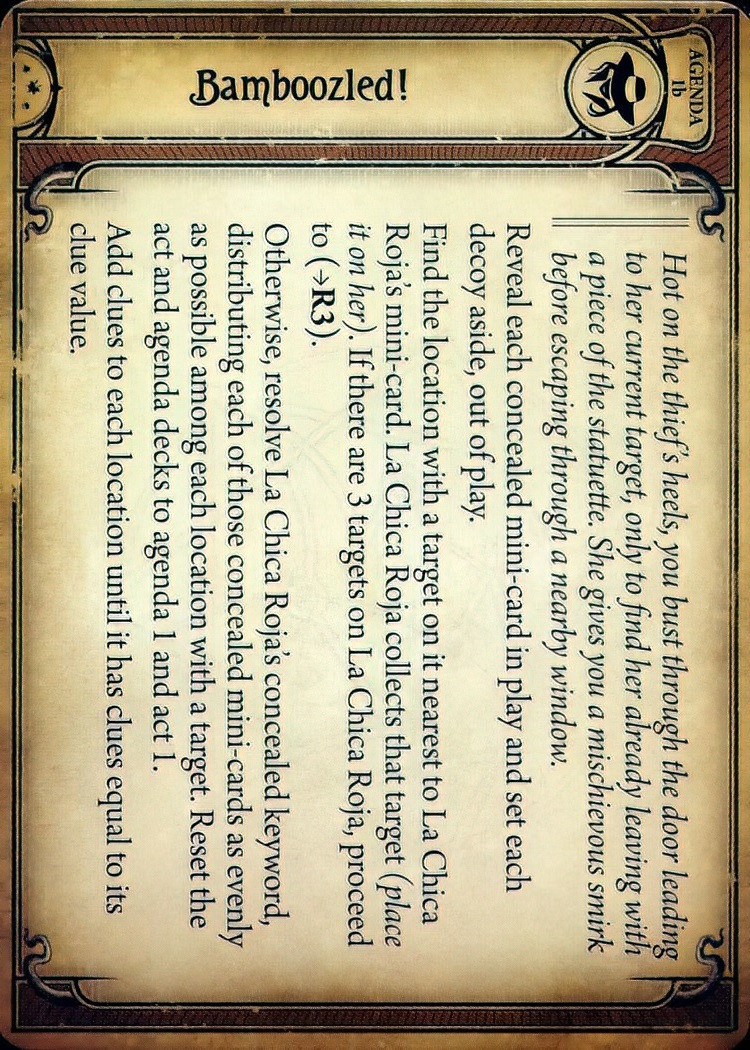 AGENDA
1b
Bamboozled!
Hot on the thief's heels, you bust through the door leading
to her current target, only to find her already leaving with
a piece of the statuette. She gives you a mischievous smirk
before escaping through a nearby window.
Reveal each concealed mini-card in play and set each
decoy aside, out of play.
Find the location with a target on it nearest to La Chica
Roja's mini-card. La Chica Roja collects that target (place
it on her). If there are 3 targets on La Chica Roja, proceed
to (→R3).
Otherwise, resolve La Chica Roja's concealed keyword,
distributing each of those concealed mini-cards as evenly
as possible among each location with a target. Reset the
act and agenda decks to agenda 1 and act 1.
Add clues to each location until it has clues equal to its
clue value.